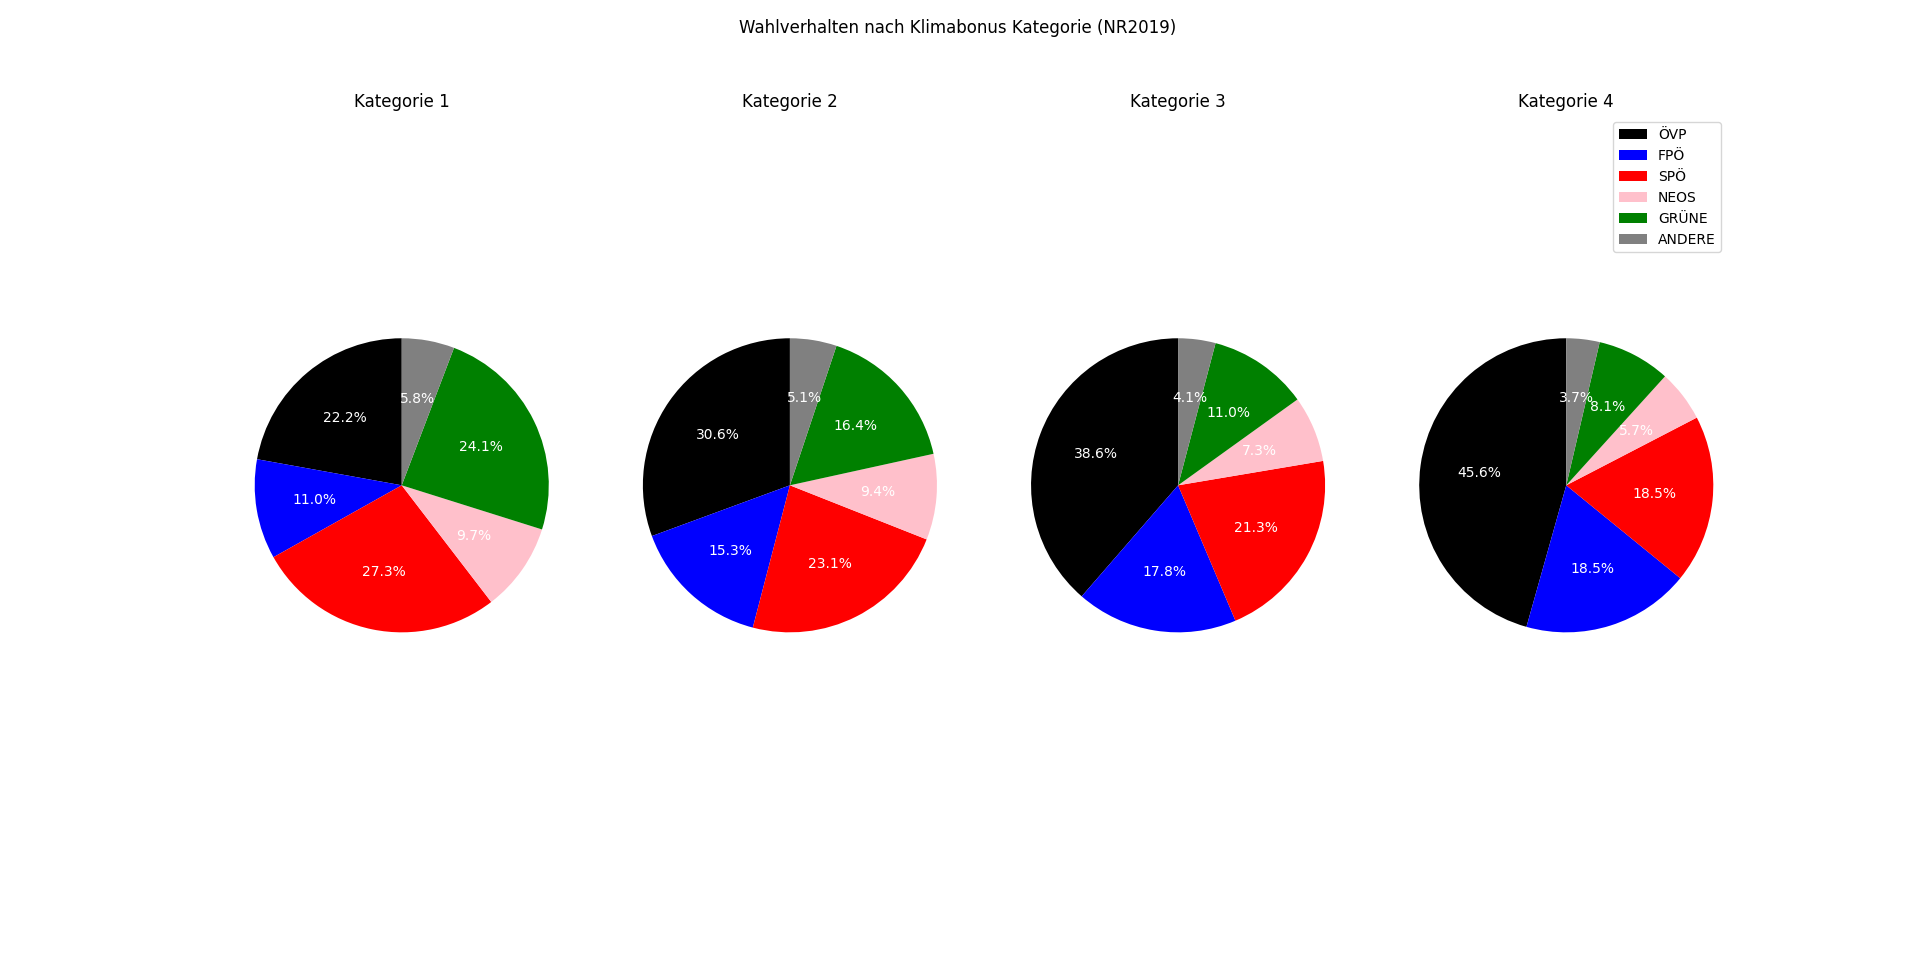 Wahlverhalten nach Klimabonus Kategorie (NR2019)
Kategorie 1
22.2%
11.0%
27.3%
9.7%
24.1%
5.8%
Kategorie 2
30.6%
15.3%
23.1%
9.4%
16.4%
5.1%
Kategorie 3
38.6%
17.8%
21.3%
7.3%
11.0%
4.1%
Kategorie 4
45.6%
18.5%
18.5%
5.7%
8.1%
3.7%
ÖVP
FPÖ
SPÖ
NEOS
GRÜNE
ANDERE